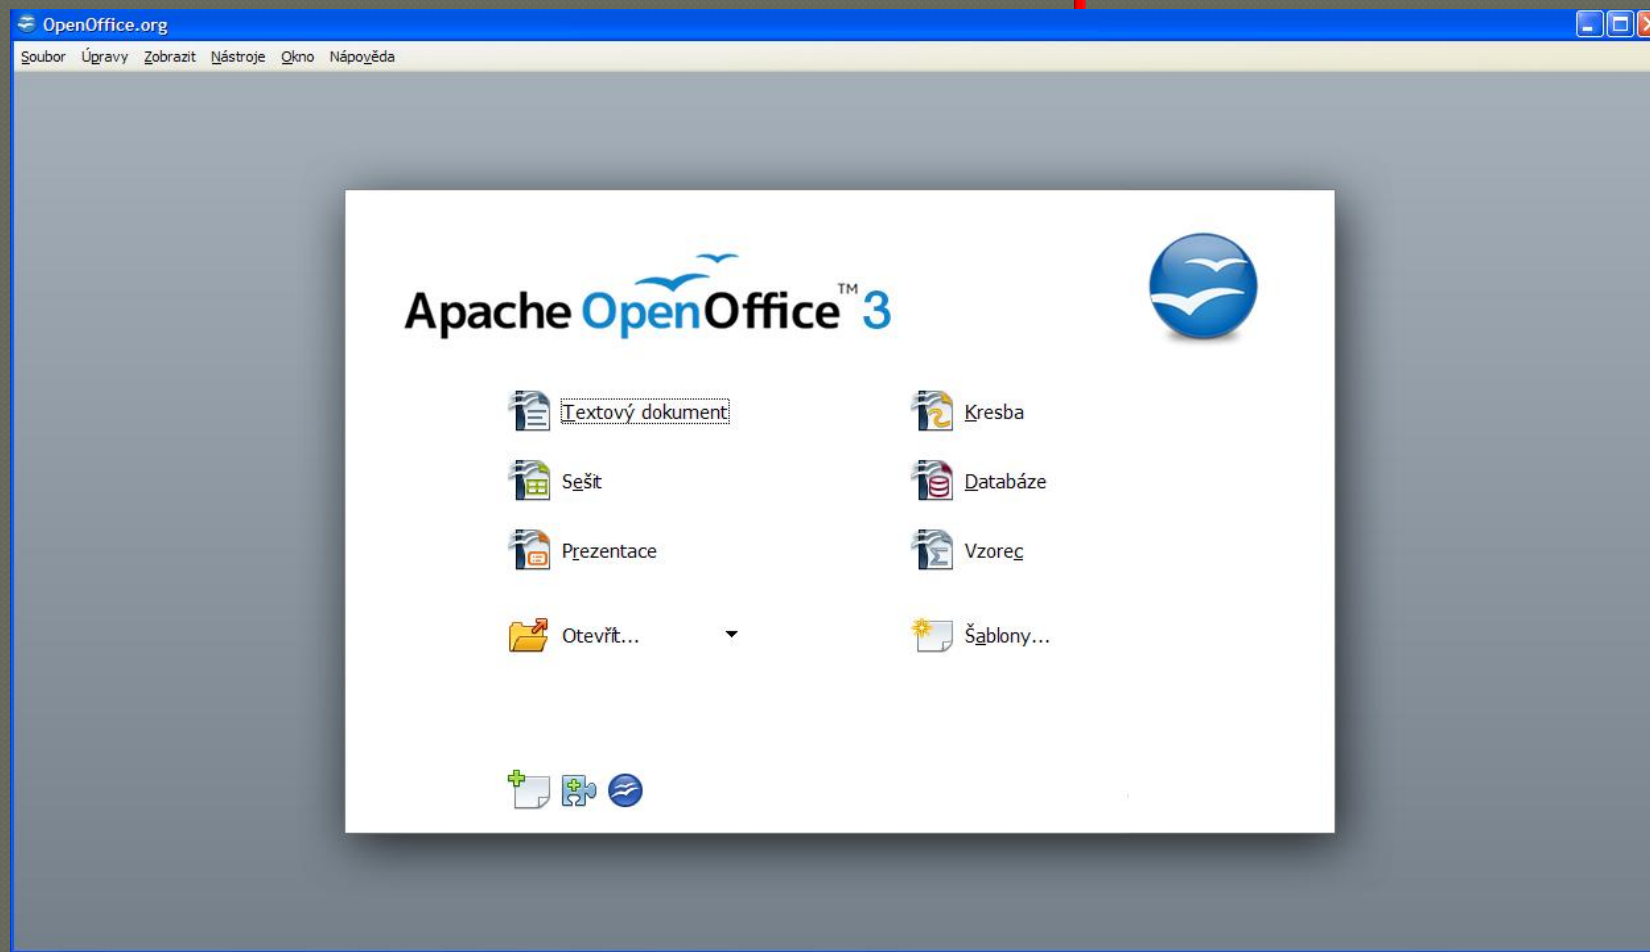 OpenOffice.org
Soubor Úpravy Zobrazit Nástroje Okno Nápověda
Apache OpenOffice™ 3
Textový dokument
Kresba
Sešit
Databáze
Prezentace
Vzorec
Otevřít...
Šablony...